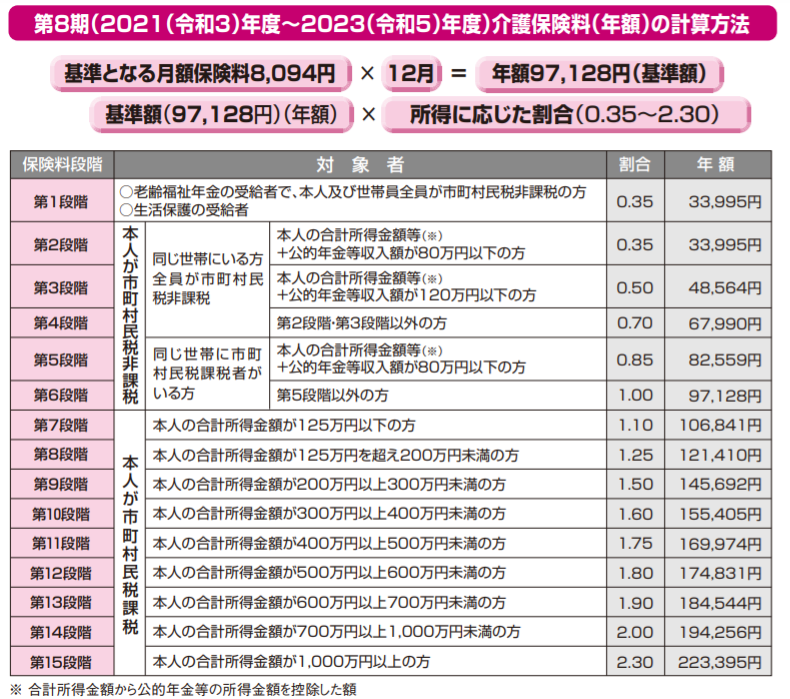 第8期(2021(令和3)年度～2023(令和5)年度)介護保険料(年額)の計算方法
基準となる月額保険料8,094円 × 12月 = 年額97,128円(基準額)
基準額(97,128円)(年額) × 所得に応じた割合(0.35～2.30)
保険料段階 対象者 割合 年額
第1段階 ○老齢福祉年金の受給者で、本人及び世帯員全員が市町村民税非課税の方
○生活保護の受給者 0.35 33,995円
本人が市町村民税非課税
同じ世帯にいる方
全員が市町村民
税非課税
第2段階 本人の合計所得金額等(※)
＋公的年金等収入額が80万円以下の方 0.35 33,995円
第3段階 本人の合計所得金額等(※)
＋公的年金等収入額が120万円以下の方 0.50 48,564円
第4段階 第2段階・第3段階以外の方 0.70 67,990円
同じ世帯に市町
村民税課税者が
いる方
第5段階 本人の合計所得金額等(※)
＋公的年金等収入額が80万円以下の方 0.85 82,559円
第6段階 第5段階以外の方 1.00 97,128円
本人が市町村民税課税
第7段階 本人の合計所得金額が125万円以下の方 1.10 106,841円
第8段階 本人の合計所得金額が125万円を超え200万円未満の方 1.25 121,410円
第9段階 本人の合計所得金額が200万円以上300万円未満の方 1.50 145,692円
第10段階 本人の合計所得金額が300万円以上400万円未満の方 1.60 155,405円
第11段階 本人の合計所得金額が400万円以上500万円未満の方 1.75 169,974円
第12段階 本人の合計所得金額が500万円以上600万円未満の方 1.80 174,831円
第13段階 本人の合計所得金額が600万円以上700万円未満の方 1.90 184,544円
第14段階 本人の合計所得金額が700万円以上1,000万円未満の方 2.00 194,256円
第15段階 本人の合計所得金額が1,000万円以上の方 2.30 223,395円
※ 合計所得金額から公的年金等の所得金額を控除した額